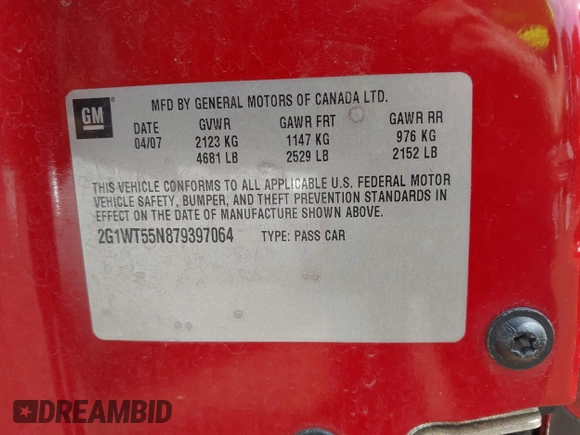 GM
MFD BY GENERAL MOTORS OF CANADA LTD.
DATE GVWR GAWR FRT GAWR RR
04/07 2123 KG 1147 KG 976 KG
4681 LB 2529 LB 2152 LB
THIS VEHICLE CONFORMS TO ALL APPLICABLE U.S. FEDERAL MOTOR
VEHICLE SAFETY, BUMPER, AND THEFT PREVENTION STANDARDS IN
EFFECT ON THE DATE OF MANUFACTURE SHOWN ABOVE.
2G1WT55N879397064 TYPE: PASS CAR
DREAMBID